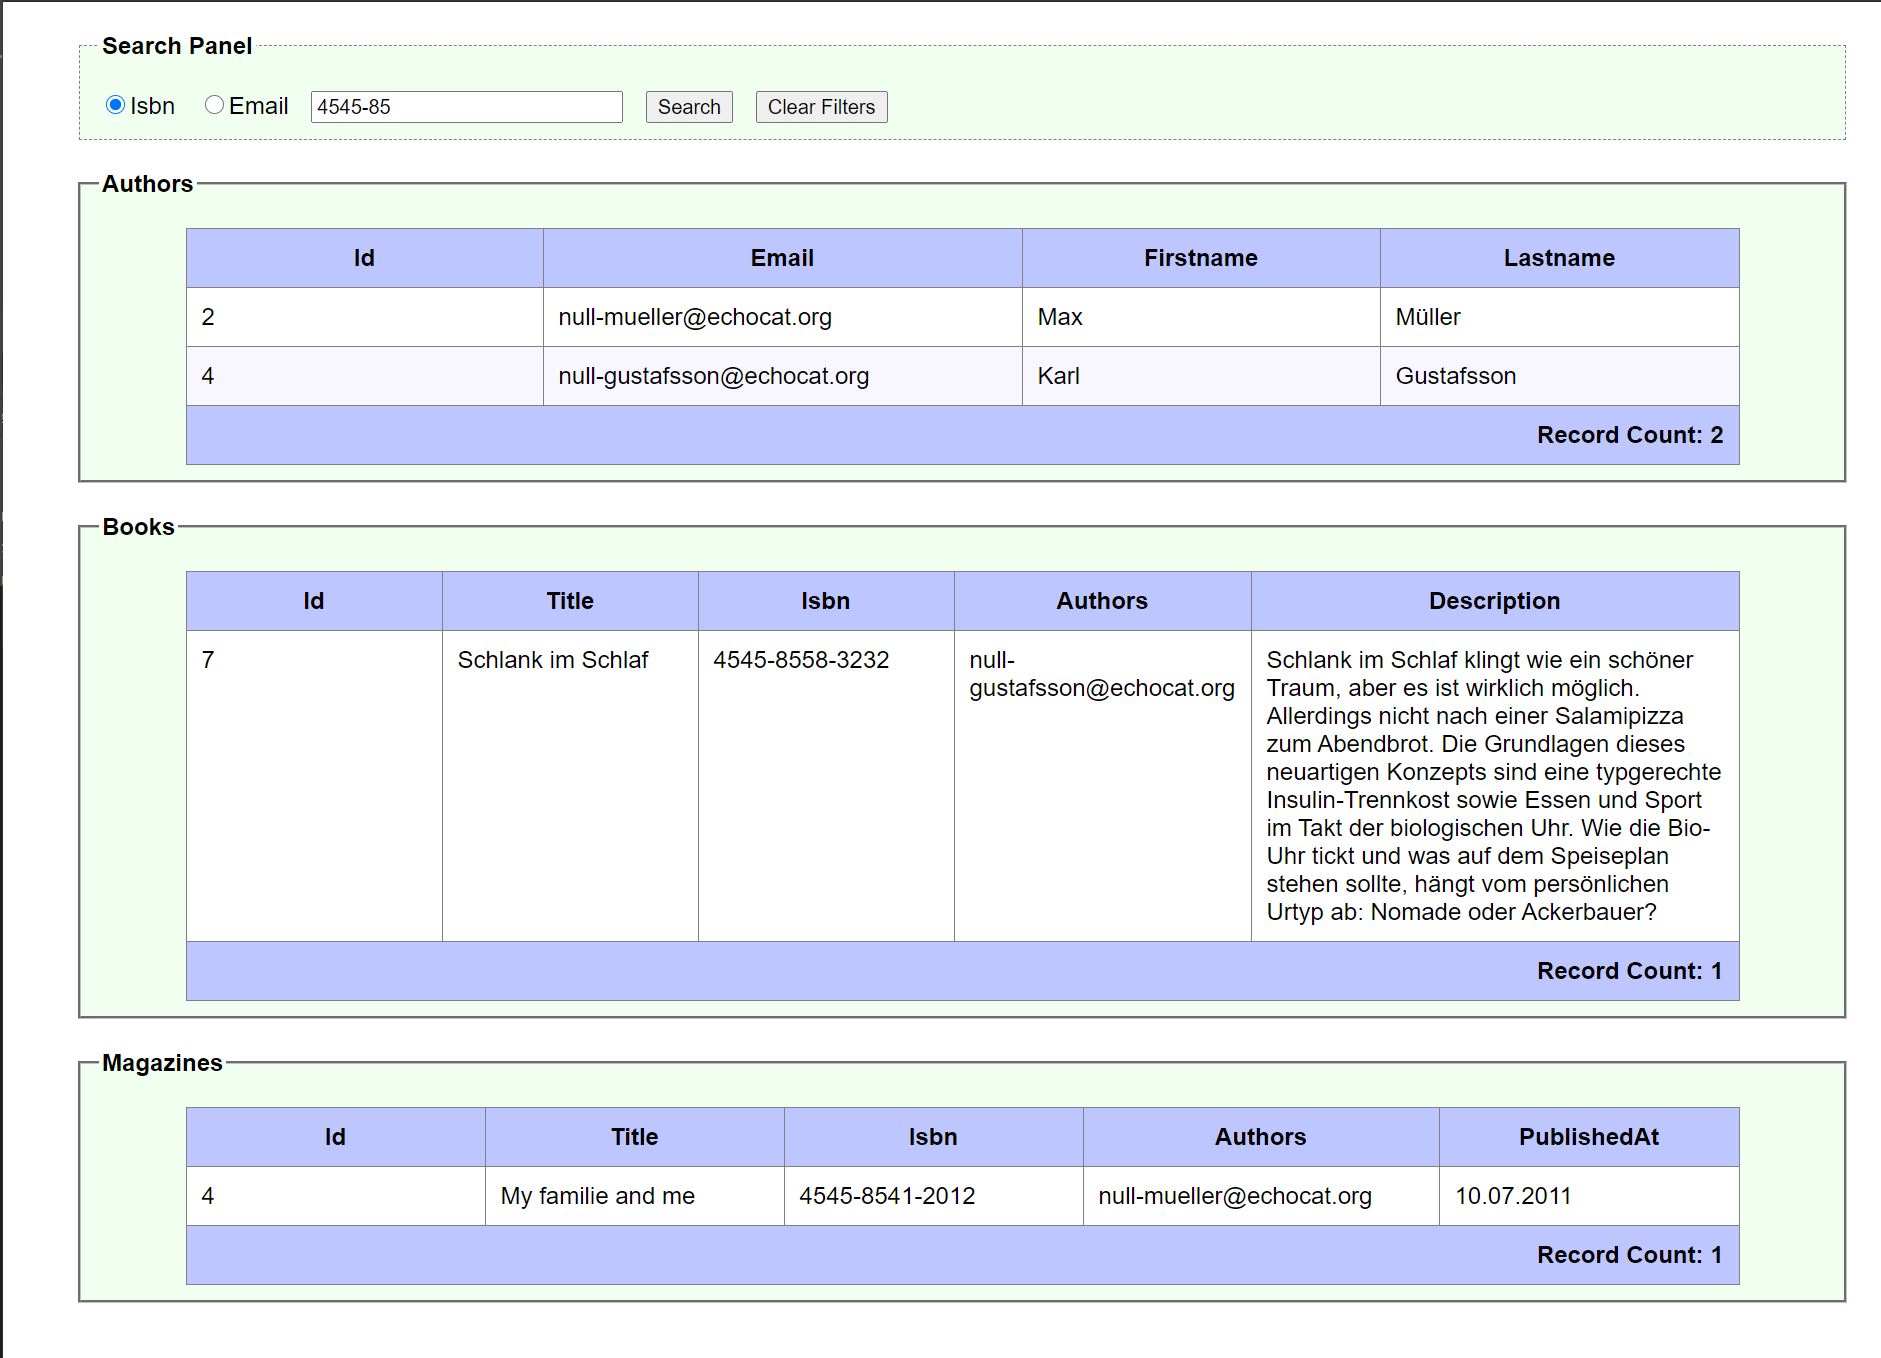 Search Panel
Isbn Email 4545-85 Search Clear Filters
Authors
Id Email Firstname Lastname
2 null-mueller@echocat.org Max Müller
4 null-gustafsson@echocat.org Karl Gustafsson
Record Count: 2
Books
Id Title Isbn Authors Description
7 Schlank im Schlaf 4545-8558-3232 null- Schlank im Schlaf klingt wie ein schöner
gustafsson@echocat.org Traum, aber es ist wirklich möglich.
Allerdings nicht nach einer Salamipizza
zum Abendbrot. Die Grundlagen dieses
neuartigen Konzepts sind eine typgerechte
Insulin-Trennkost sowie Essen und Sport
im Takt der biologischen Uhr. Wie die Bio-
Uhr tickt und was auf dem Speiseplan
stehen sollte, hängt vom persönlichen
Urtyp ab: Nomade oder Ackerbauer?
Record Count: 1
Magazines
Id Title Isbn Authors PublishedAt
4 My familie and me 4545-8541-2012 null-mueller@echocat.org 10.07.2011
Record Count: 1